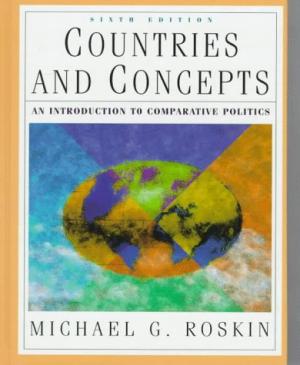 SIXTH EDITION
COUNTRIES
AND CONCEPTS
AN INTRODUCTION TO COMPARATIVE POLITICS
MICHAEL G. ROSKIN